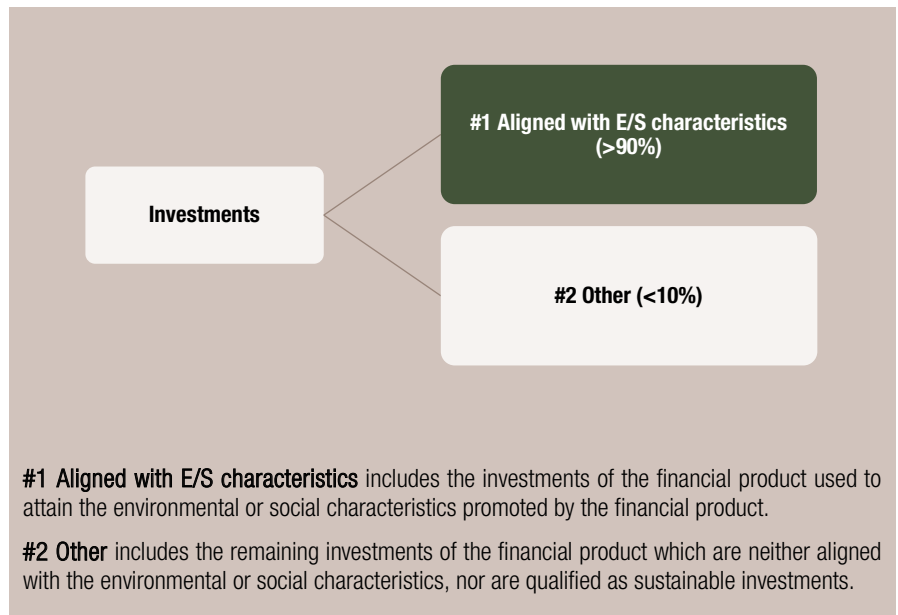 #1 Aligned with E/S characteristics
(>90%)
Investments
#2 Other (<10%)
#1 Aligned with E/S characteristics includes the investments of the financial product used to
attain the environmental or social characteristics promoted by the financial product.
#2 Other includes the remaining investments of the financial product which are neither aligned
with the environmental or social characteristics, nor are qualified as sustainable investments.